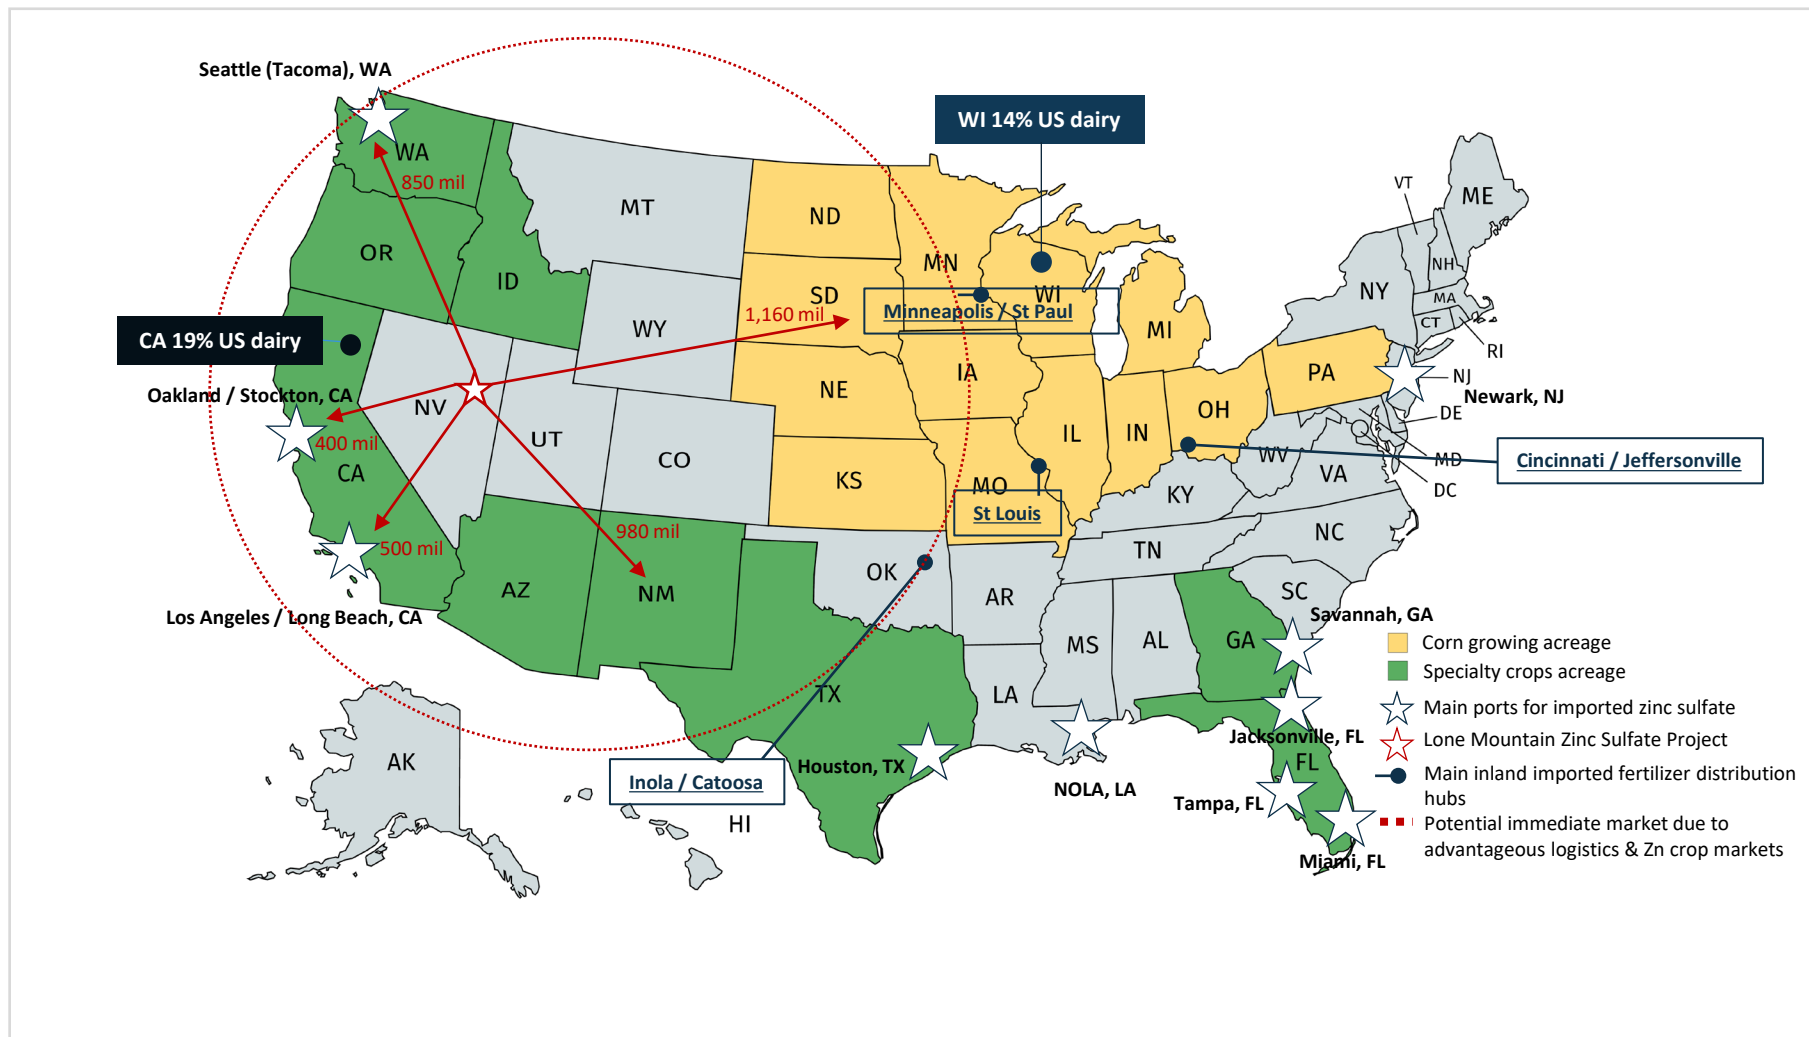 Seattle (Tacoma), WA
WI 14% US dairy
WA
850 mil
MT
ND
MN
VT
ME
OR
ID
SD
WI
NH
NY
MA
1,160 mil
Minneapolis / St Paul
WY
MI
CT
RI
CA 19% US dairy
Oakland / Stockton, CA
NV
NE
IA
PA
NJ
Newark, NJ
OH
DE
400 mil
UT
CO
IL
IN
CA
KS
MO
WV
VA
MD
Cincinnati / Jeffersonville
DC
KY
St Louis
500 mil
980 mil
NC
TN
OK
AZ
NM
AR
SC
Los Angeles / Long Beach, CA
Savannah, GA
MS
AL
GA
Corn growing acreage
Specialty crops acreage
TX
LA
Main ports for imported zinc sulfate
Jacksonville, FL
Lone Mountain Zinc Sulfate Project
AK
Houston, TX
FL
Inola / Catoosa
NOLA, LA
Tampa, FL
Main inland imported fertilizer distribution
hubs
HI
Potential immediate market due to
advantageous logistics & Zn crop markets
Miami, FL